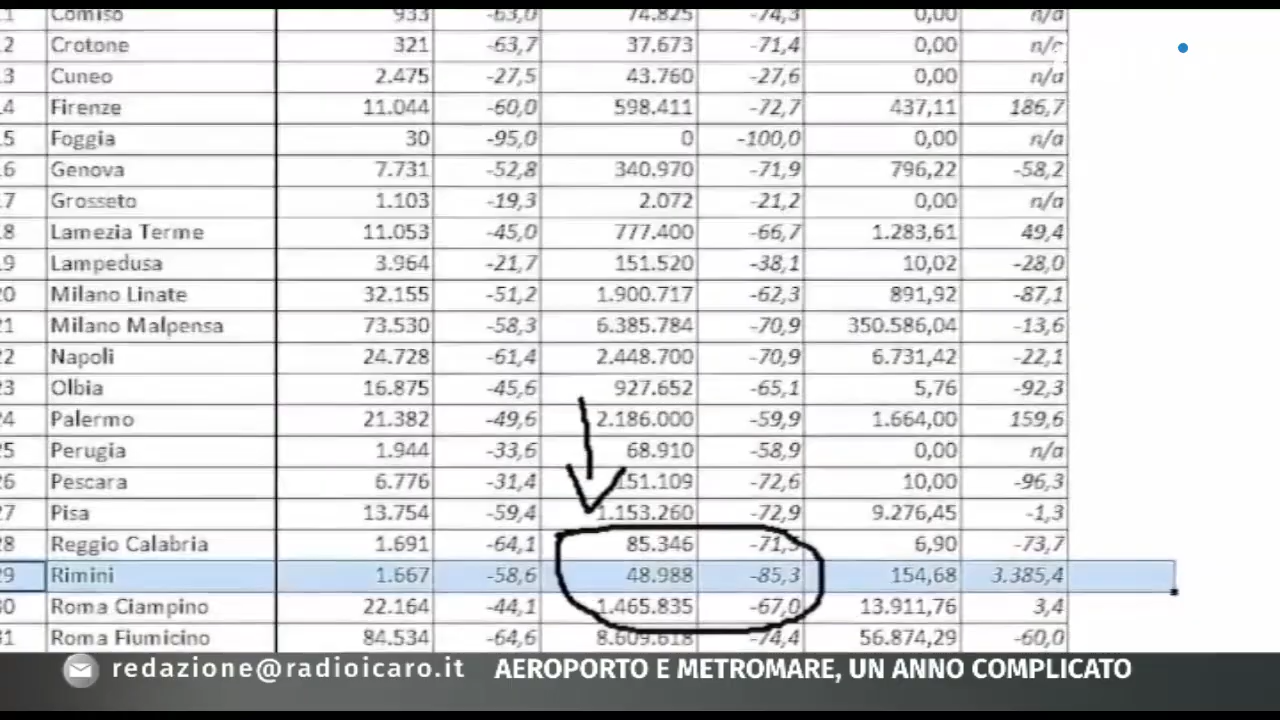 Comiso 933 -63,0 74.825 -74,3 0,00 n/a
2 Crotone 321 -63,7 37.673 -71,4 0,00 n/a
3 Cuneo 2.475 -27,5 43.760 -27,6 0,00 n/a
4 Firenze 11.044 -60,0 598.411 -72,7 437,11 186,7
5 Foggia 30 -95,0 0 -100,0 0,00 n/a
6 Genova 7.731 -52,8 340.970 -71,9 796,22 -58,2
7 Grosseto 1.103 -19,3 2.072 -21,2 0,00 n/a
8 Lamezia Terme 11.053 -45,0 777.400 -66,7 1.283,61 49,4
9 Lampedusa 3.964 -21,7 151.520 -38,1 10,02 -28,0
20 Milano Linate 32.155 -51,2 1.900.717 -62,3 891,92 -87,1
21 Milano Malpensa 73.530 -58,3 6.385.784 -70,9 350.586,04 -13,6
22 Napoli 24.728 -61,4 2.448.700 -70,9 6.731,42 -22,1
23 Olbia 16.875 -45,6 927.652 -65,1 5,76 -92,3
24 Palermo 21.382 -49,6 2.186.000 -59,9 1.664,00 159,6
25 Perugia 1.944 -33,6 68.910 -58,9 0,00 n/a
26 Pescara 6.776 -31,4 151.109 -72,6 10,00 -96,3
27 Pisa 13.754 -59,4 1.153.260 -72,9 9.276,45 -1,3
28 Reggio Calabria 1.691 -64,1 85.346 6,90 -73,7
29 Rimini 1.667 -58,6 48.988 -85,3 154,68 3.385,4
30 Roma Ciampino 22.164 -44,1 1.465.835 -67,0 13.911,76 3,4
31 Roma Fiumicino 84.534 -64,6 8.609.618 -74,4 56.874,29 -60,0
redazione@radioicaro.it AEROPORTO E METROMARE, UN ANNO COMPLICATO